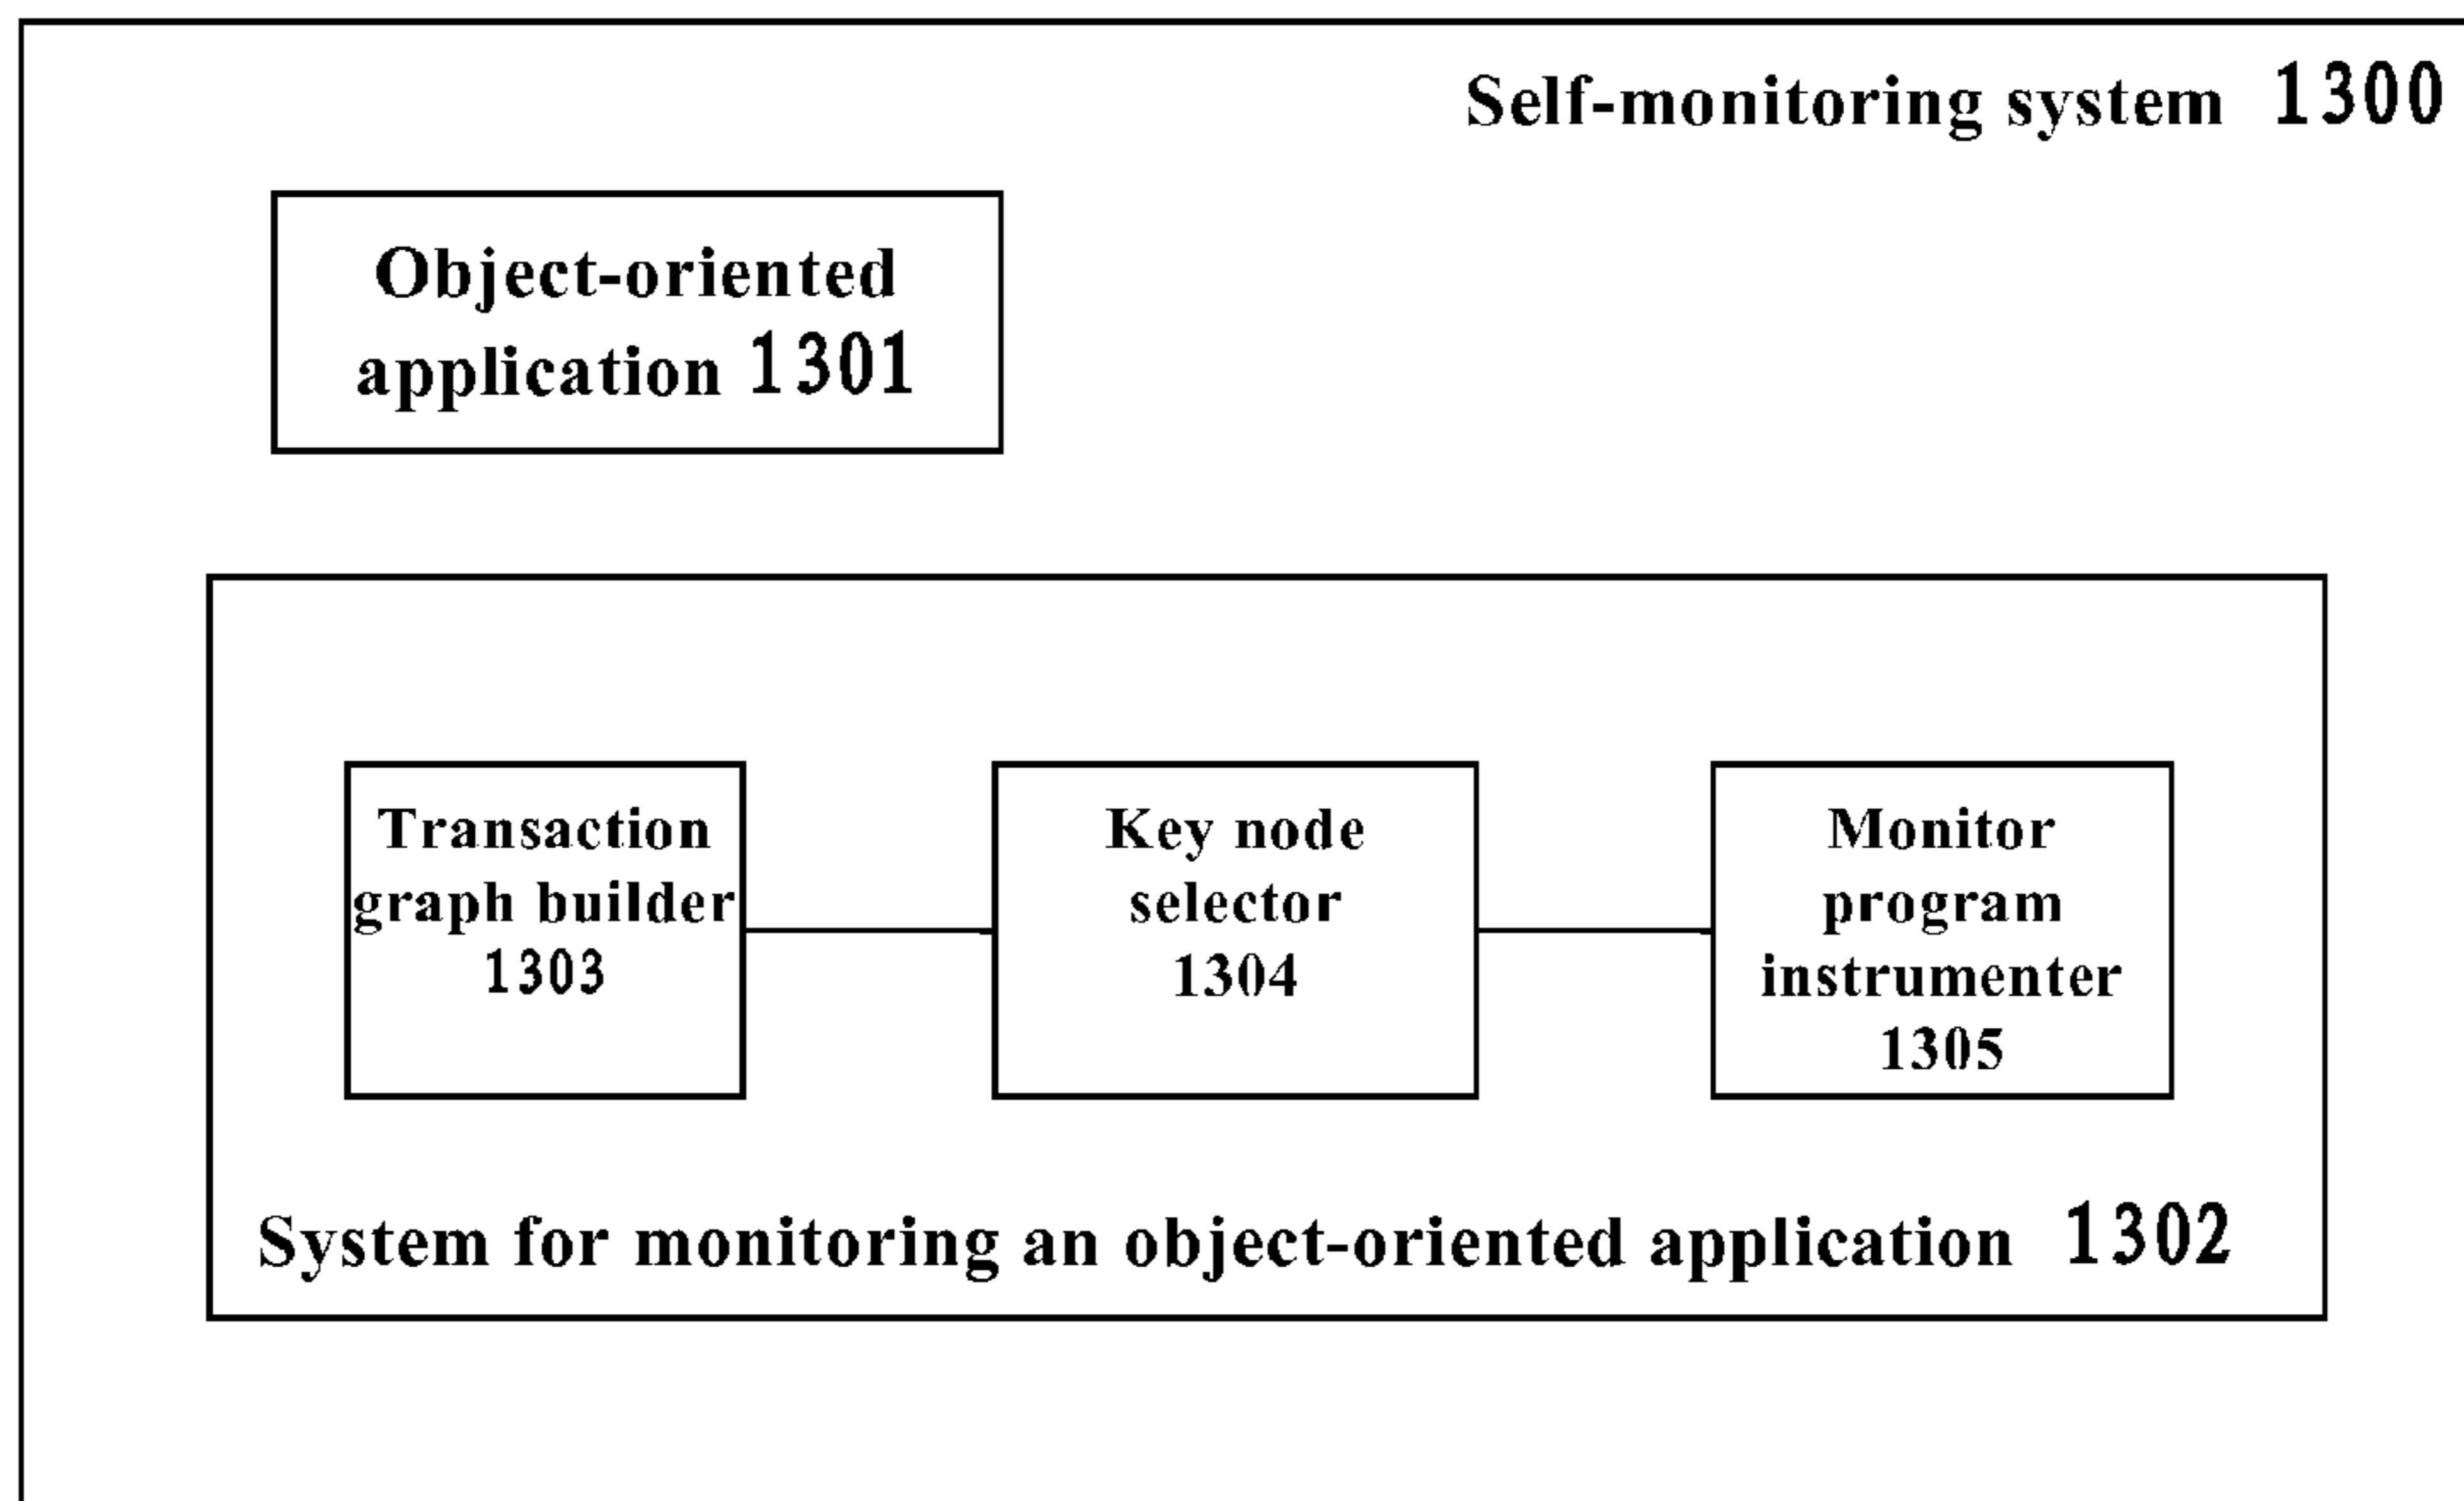 Self-monitoring system 1300
Object-oriented
application 1301
Transaction
graph builder
1303
Key node
selector
1304
Monitor
program
instrumenter
1305
System for monitoring an object-oriented application 1302